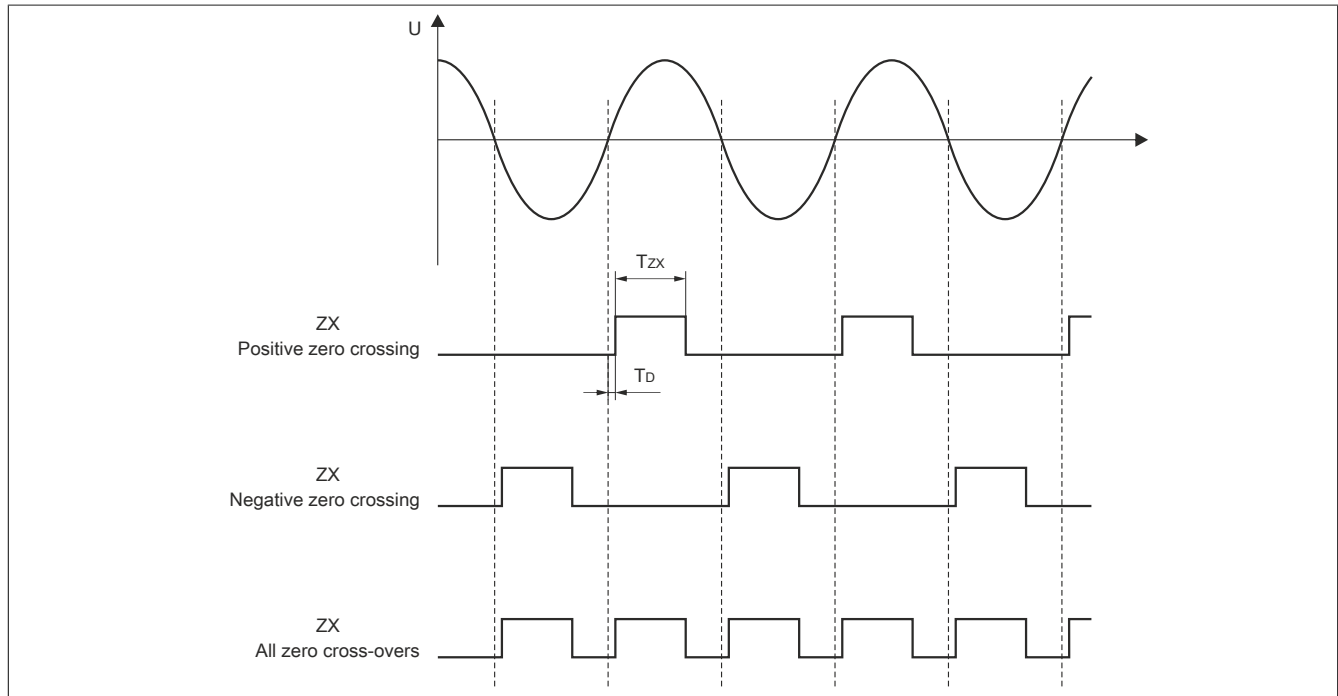 U
TZX
ZX
Positive zero crossing
TD
ZX
Negative zero crossing
ZX
All zero cross-overs